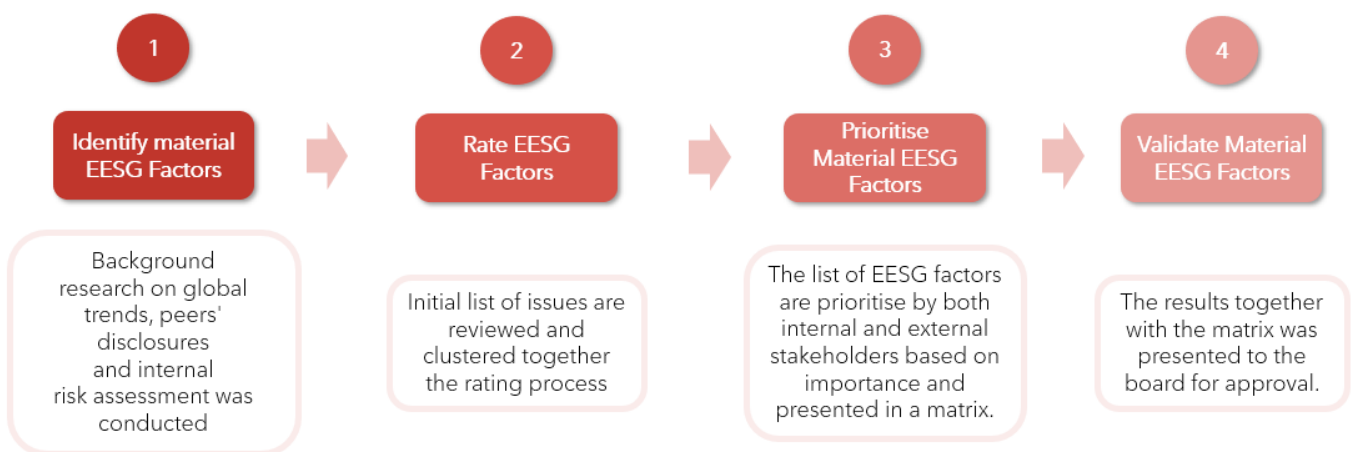 1
Identify material
EESG Factors
Background
research on global
trends, peers'
disclosures
and internal
risk assessment was
conducted
2
Rate EESG
Factors
Initial list of issues are
reviewed and
clustered together
the rating process
3
Prioritise
Material EESG
Factors
The list of EESG factors
are prioritise by both
internal and external
stakeholders based on
importance and
presented in a matrix.
4
Validate Material
EESG Factors
The results together
with the matrix was
presented to the
board for approval.